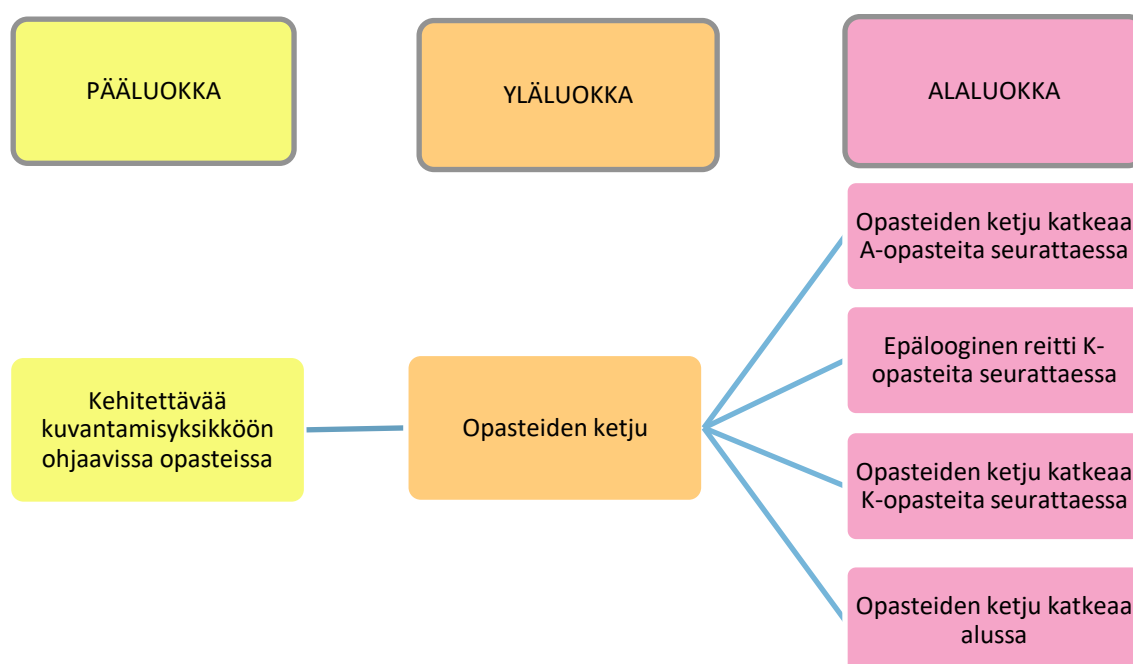 PÄÄLUOKKA
YLÄLUOKKA
ALALUOKKA
Kehitettävää
kuvantamisyksikköön
ohjaavissa opasteissa
Opasteiden ketju
Opasteiden ketju katkeaa
A-opasteita seurattaessa
Epälooginen reitti K-
opasteita seurattaessa
Opasteiden ketju katkeaa
K-opasteita seurattaessa
Opasteiden ketju katkeaa
alussa